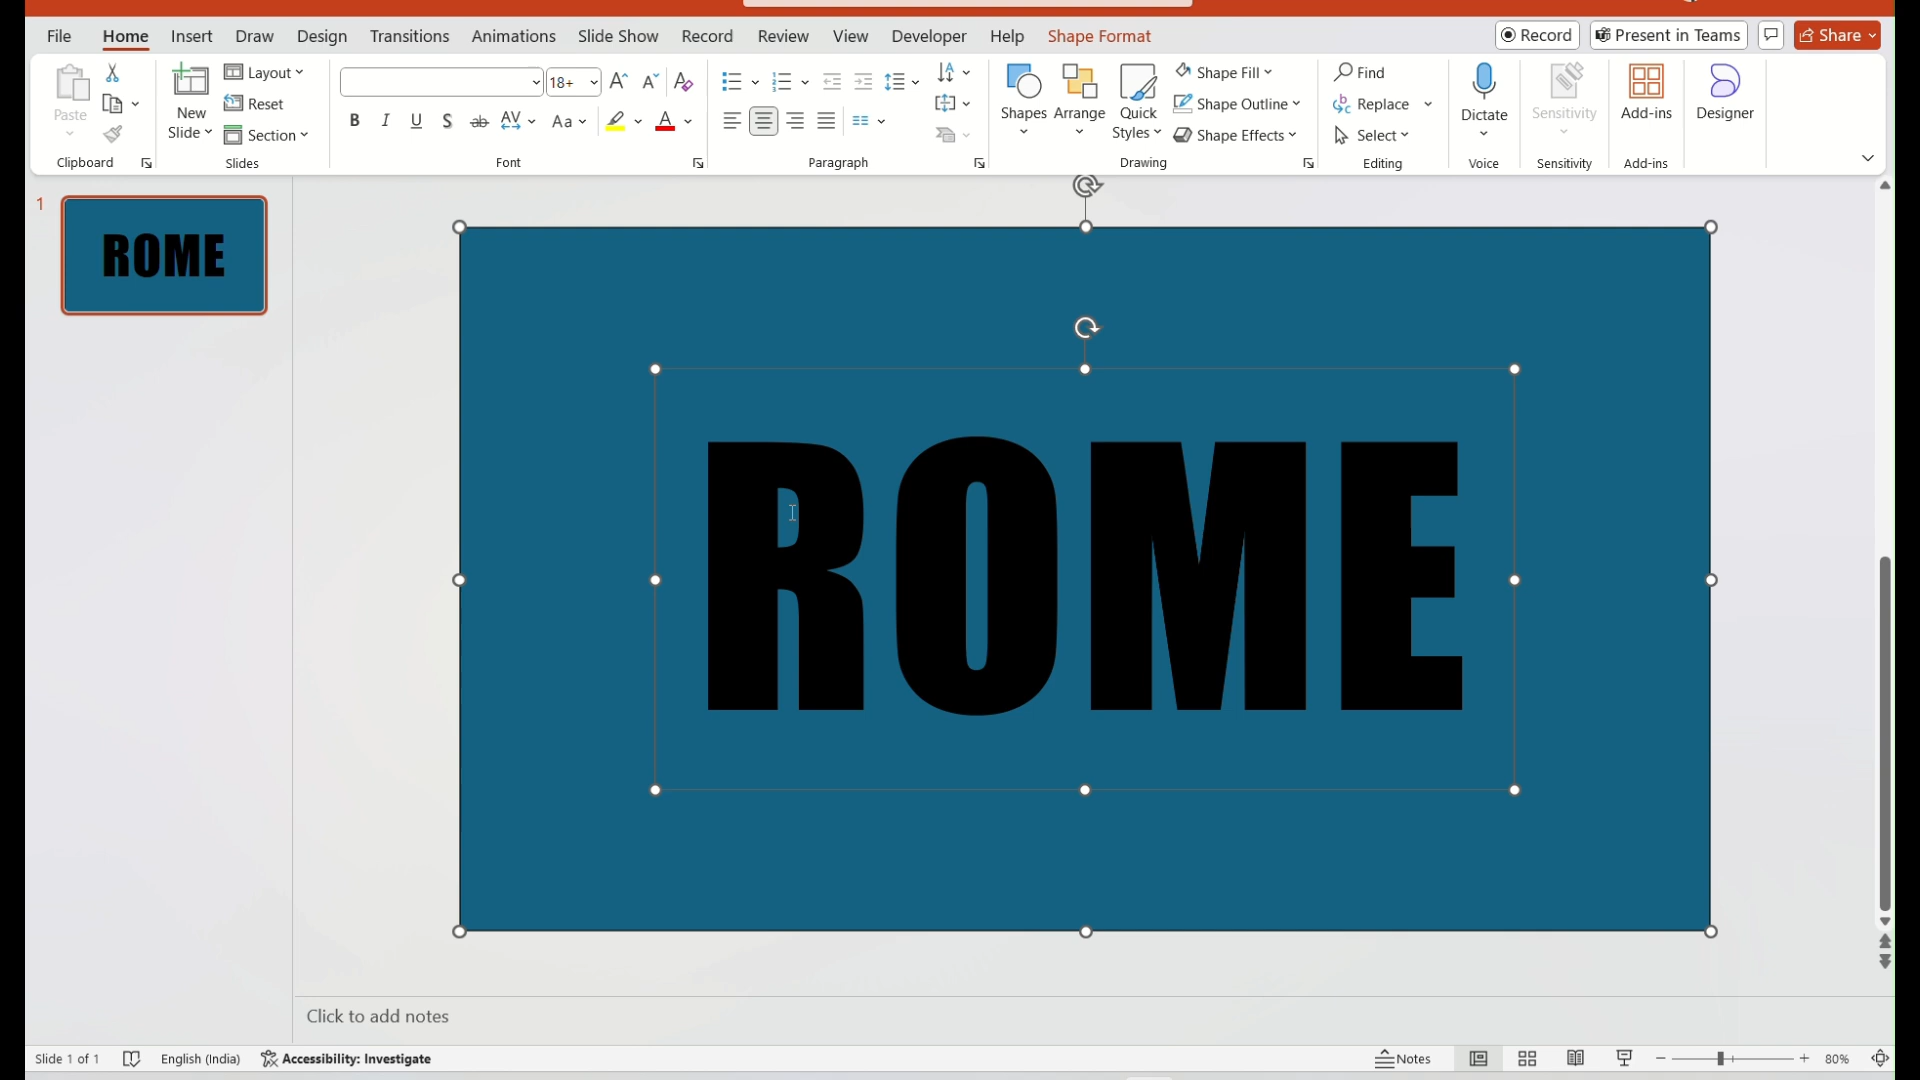 File Home Insert Draw Design Transitions Animations Slide Show Record Review View Developer Help Shape Format Record Present in Teams Share
Paste
New
Slide
Layout
Reset
Section
18+
B I U S ab AV Aa A
Shapes
Arrange
Quick
Styles
Shape Fill
Shape Outline
Shape Effects
Find
Replace
Select
Dictate
Sensitivity
Add-ins
Designer
Clipboard Slides Font Paragraph Drawing Editing Voice Sensitivity Add-ins
1
ROME
ROME
Click to add notes
Slide 1 of 1 English (India) Accessibility: Investigate Notes 80%